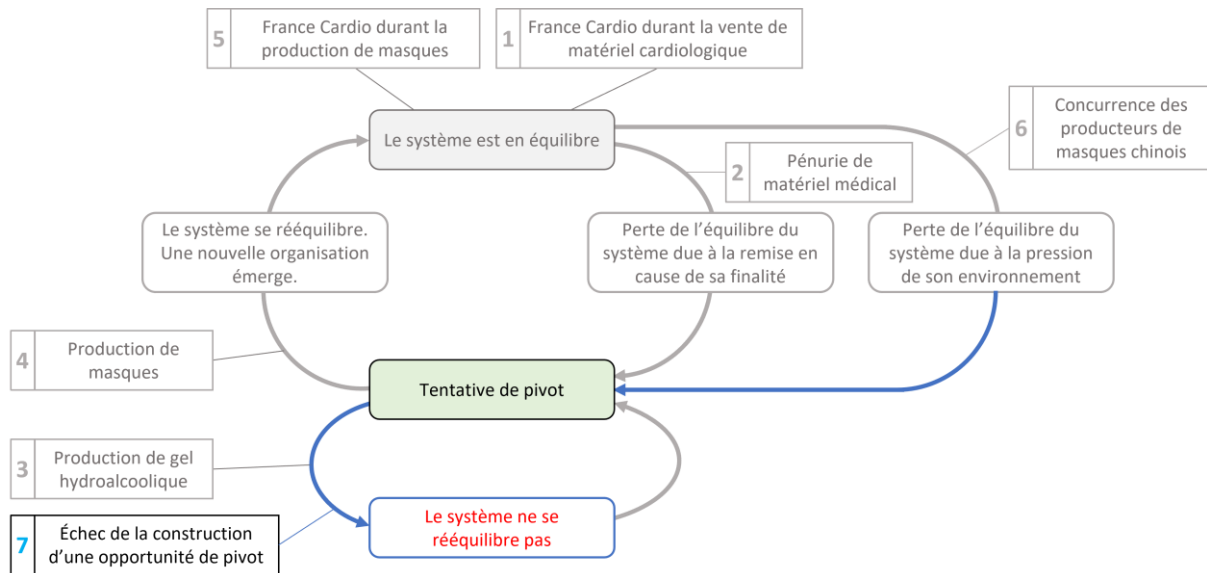 5
France Cardio durant la
production de masques
1
France Cardio durant la vente de
matériel cardiologique
6
Concurrence des
producteurs de
masques chinois
Le système est en équilibre
2
Pénurie de
matériel médical
Le système se rééquilibre.
Une nouvelle organisation
émerge.
Perte de l’équilibre du
système due à la remise en
cause de sa finalité
Perte de l’équilibre du
système due à la pression
de son environnement
4
Production de
masques
Tentative de pivot
3
Production de gel
hydroalcoolique
7
Échec de la construction
d’une opportunité de pivot
Le système ne se
rééquilibre pas